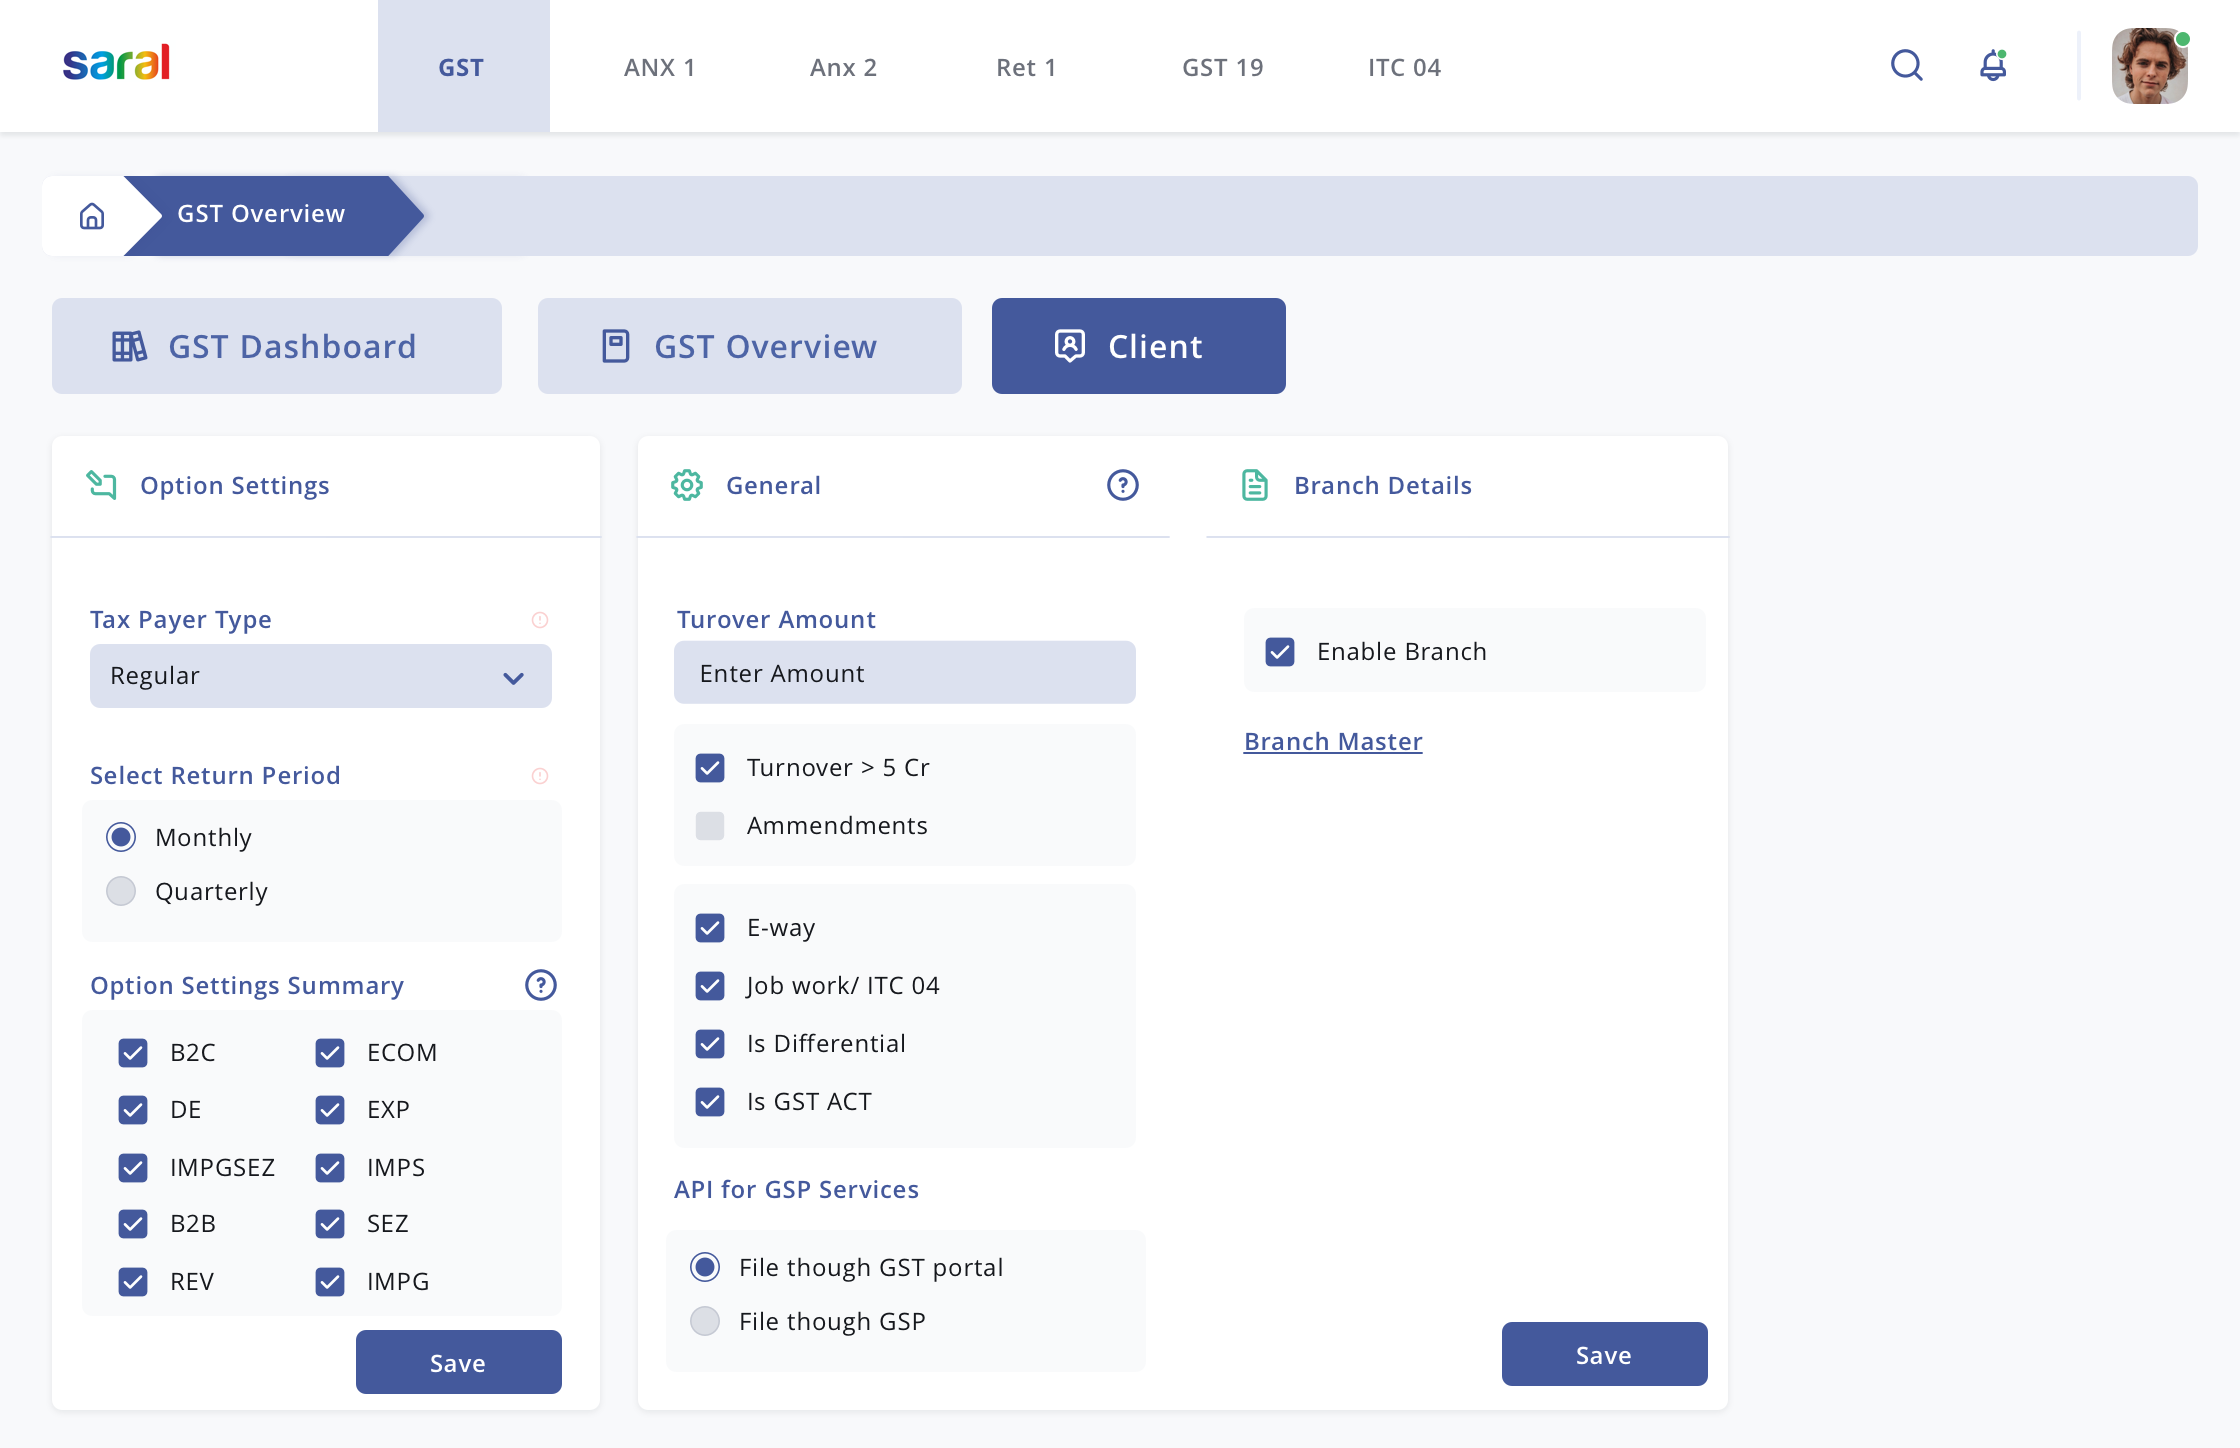 saral
GST
ANX 1
Anx 2
Ret 1
GST 19
ITC 04
GST Overview
GST Dashboard
GST Overview
Client
Option Settings
Tax Payer Type
Regular
Select Return Period
Monthly
Quarterly
Option Settings Summary
B2C
ECOM
DE
EXP
IMPGSEZ
IMPS
B2B
SEZ
REV
IMPG
Save
General
Turover Amount
Enter Amount
Turnover > 5 Cr
Ammendments
E-way
Job work/ ITC 04
Is Differential
Is GST ACT
API for GSP Services
File though GST portal
File though GSP
Branch Details
Enable Branch
Branch Master
Save